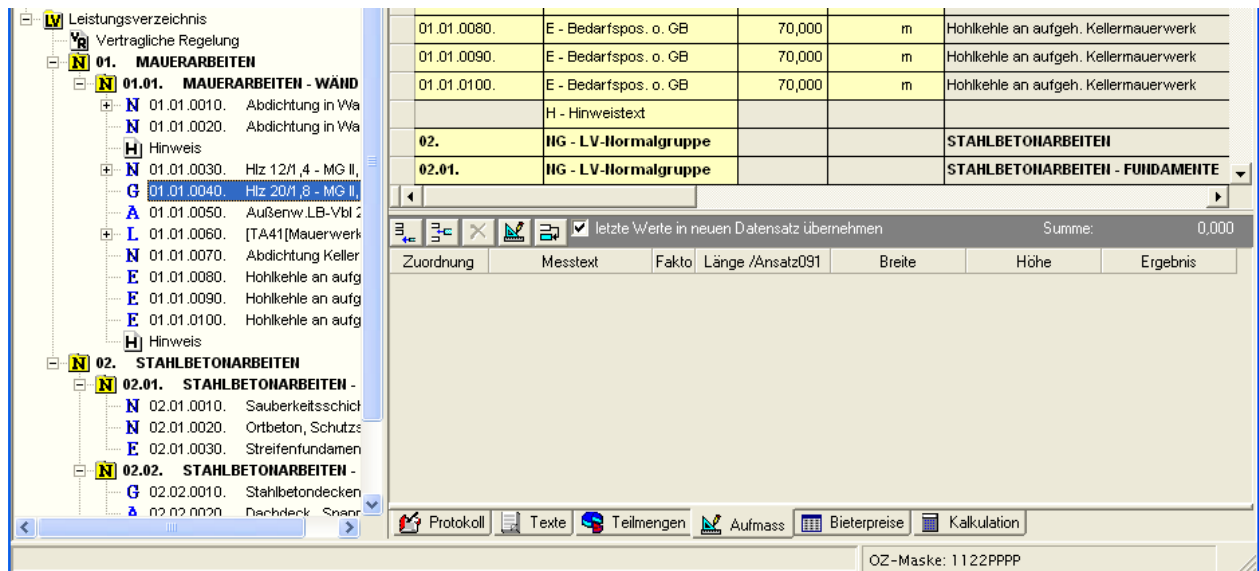 Leistungsverzeichnis
Vertragliche Regelung
01. MAUERARBEITEN
01.01. MAUERARBEITEN - WÄND
N 01.01.0010. Abdichtung in Wa
N 01.01.0020. Abdichtung in Wa
Hinweis
N 01.01.0030. Hlz 12/1,4 - MG II,
G 01.01.0040. Hlz 20/1,8 - MG II,
A 01.01.0050. Außenw.LB-Vbl 2
L 01.01.0060. [TA41[Mauerwerk
N 01.01.0070. Abdichtung Keller
E 01.01.0080. Hohlkehle an aufg
E 01.01.0090. Hohlkehle an aufg
E 01.01.0100. Hohlkehle an aufg
Hinweis
02. STAHLBETONARBEITEN
02.01. STAHLBETONARBEITEN -
N 02.01.0010. Sauberkeitsschich
N 02.01.0020. Ortbeton, Schutzs
E 02.01.0030. Streifenfundamen
02.02. STAHLBETONARBEITEN -
G 02.02.0010. Stahlbetondecken
A 02.02.0020. Dachdeck., Spann
01.01.0080. E - Bedarfspos. o. GB 70,000 m Hohlkehle an aufgeh. Kellermauerwerk
01.01.0090. E - Bedarfspos. o. GB 70,000 m Hohlkehle an aufgeh. Kellermauerwerk
01.01.0100. E - Bedarfspos. o. GB 70,000 m Hohlkehle an aufgeh. Kellermauerwerk
H - Hinweistext
02. NG - LV-Normalgruppe STAHLBETONARBEITEN
02.01. NG - LV-Normalgruppe STAHLBETONARBEITEN - FUNDAMENTE
letzte Werte in neuen Datensatz übernehmen Summe: 0,000
Zuordnung Messtext Fakto Länge /Ansatz091 Breite Höhe Ergebnis
Protokoll Texte Teilmengen Aufmass Bieterpreise Kalkulation
OZ-Maske: 1122PPPP